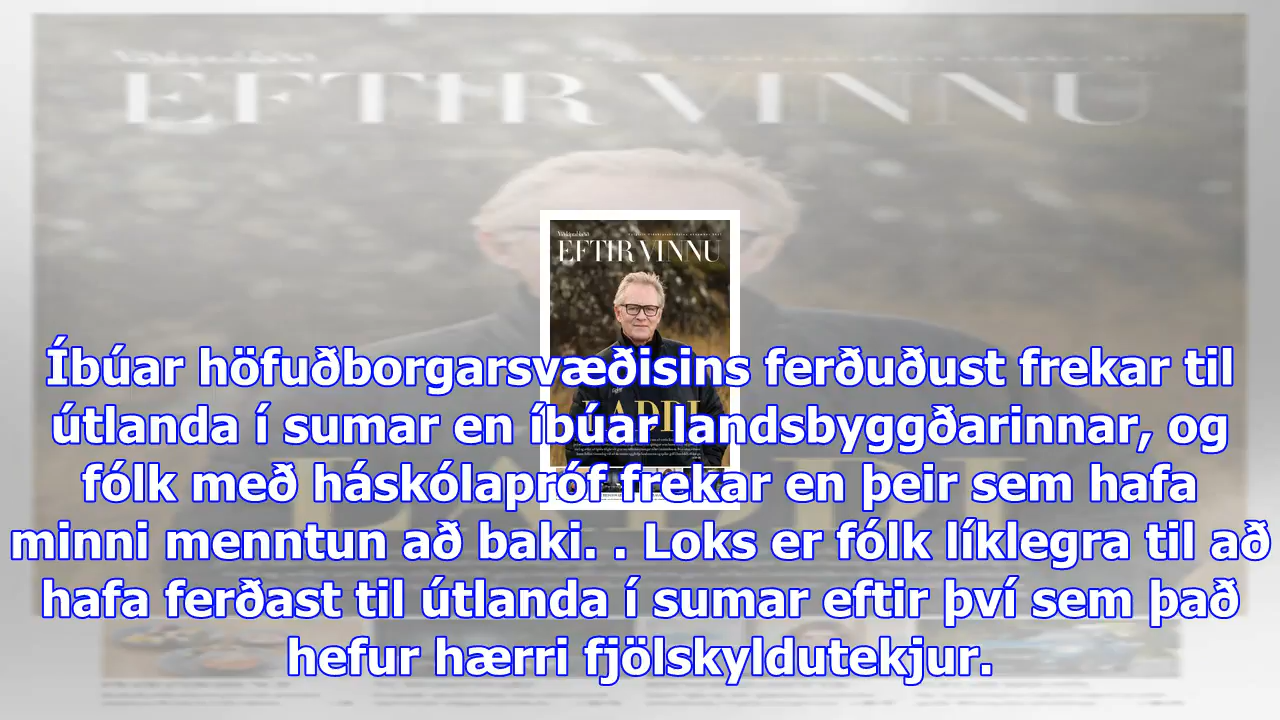 Viðskiptablaðið
EFTIR VINNU
Íbúar höfuðborgarsvæðisins ferðuðust frekar til
útlanda í sumar en íbúar landsbyggðarinnar, og
fólk með háskólapróf frekar en þeir sem hafa
minni menntun að baki. . Loks er fólk líklegra til að
hafa ferðast til útlanda í sumar eftir því sem það
hefur hærri fjölskyldutekjur.